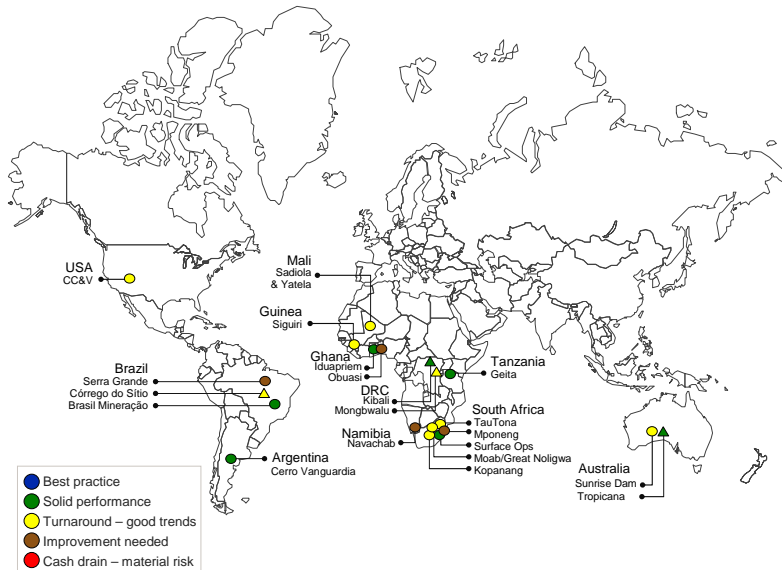 USA
CC&V
Mali
Sadiola
& Yatela
Guinea
Siguiri
Ghana
Iduapriem
Obuasi
Brazil
Serra Grande
Córrego do Sítio
Brasil Mineração
DRC
Kibali
Mongbwalu
Tanzania
Geita
South Africa
TauTona
Mponeng
Surface Ops
Moab/Great Noligwa
Kopanang
Namibia
Navachab
Argentina
Cerro Vanguardia
Australia
Sunrise Dam
Tropicana
Best practice
Solid performance
Turnaround – good trends
Improvement needed
Cash drain – material risk